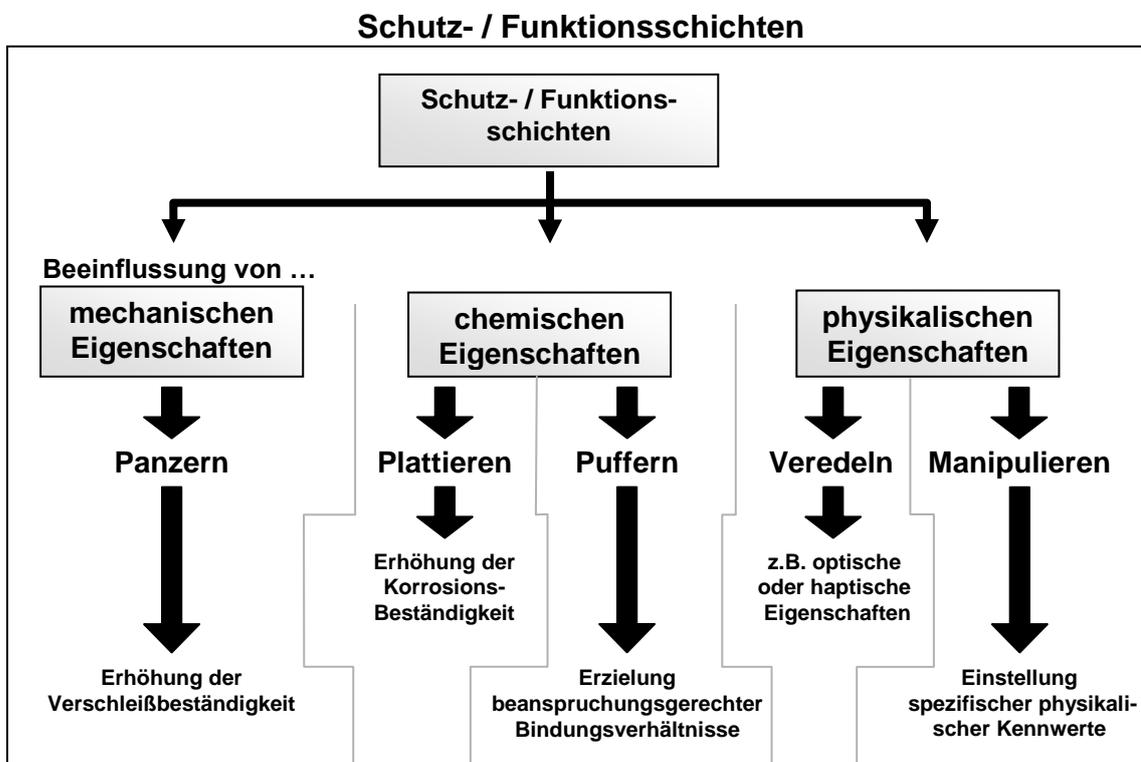 Schutz- / Funktionsschichten
Schutz- / Funktions-
schichten
Beeinflussung von …
mechanischen
Eigenschaften
chemischen
Eigenschaften
physikalischen
Eigenschaften
Panzern
Plattieren
Puffern
Veredeln
Manipulieren
Erhöhung der
Korrosions-
Beständigkeit
z.B. optische
oder haptische
Eigenschaften
Erhöhung der
Verschleißbeständigkeit
Erzielung
beanspruchungsgerechter
Bindungsverhältnisse
Einstellung
spezifischer physikali-
scher Kennwerte